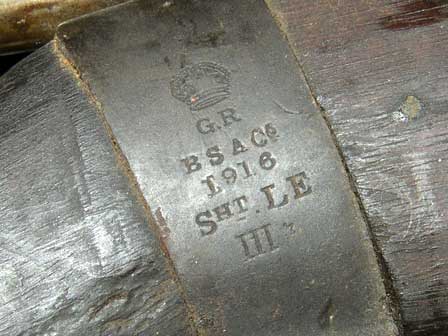 G.R
B S A Cº
1916
SHT. LE
III